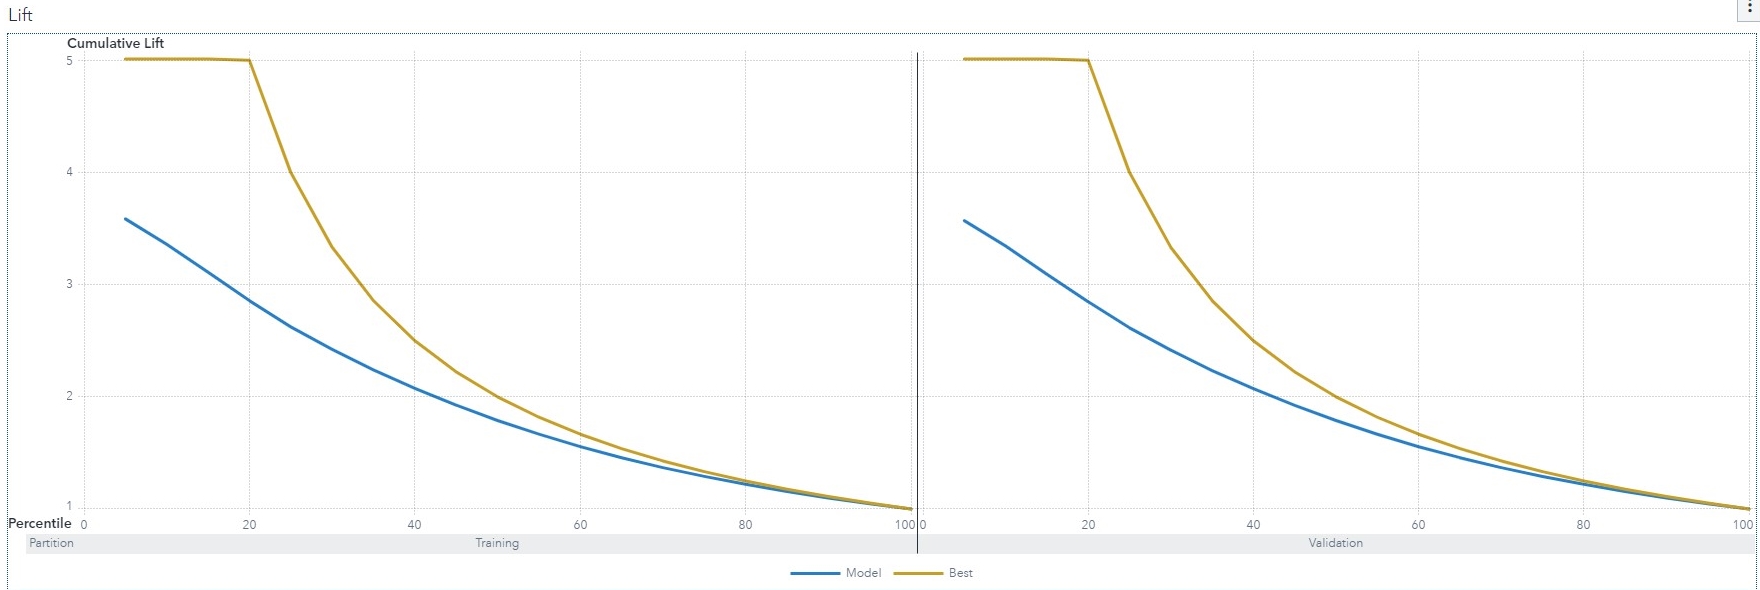 Lift
Cumulative Lift
5
4
3
2
1
Percentile 0 20 40 60 80 100 0 20 40 60 80 100
Partition Training Validation
Model Best